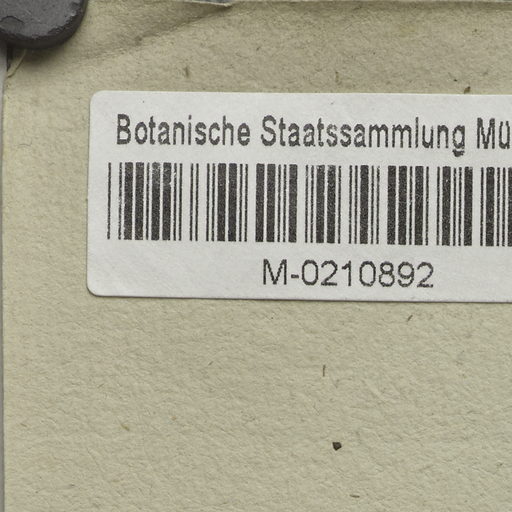 Botanische Staatssammlung Mü
M-0210892